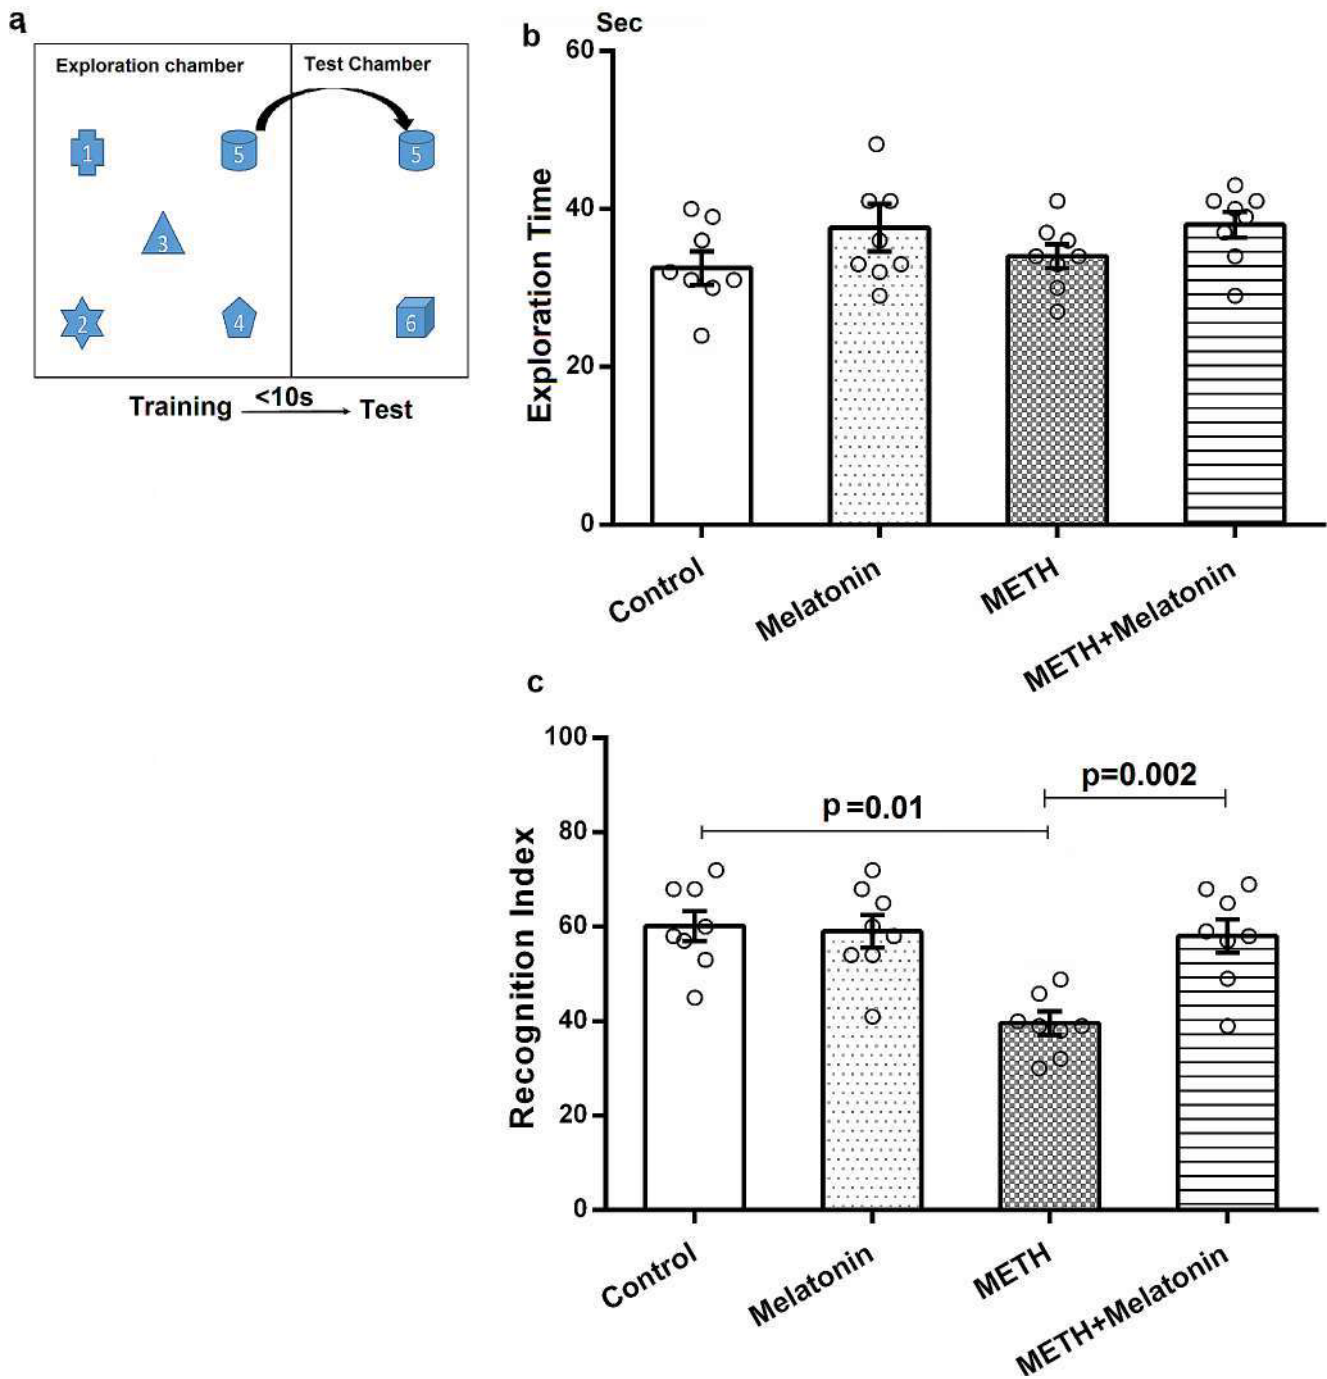 a
Exploration chamber
Test Chamber
1
5
5
3
2
4
6
Training <10s Test
b
Sec
Exploration Time
60
40
20
0
Control
Melatonin
METH
METH+Melatonin
c
Recognition Index
100
80
60
40
20
0
p=0.01
p=0.002
Control
Melatonin
METH
METH+Melatonin